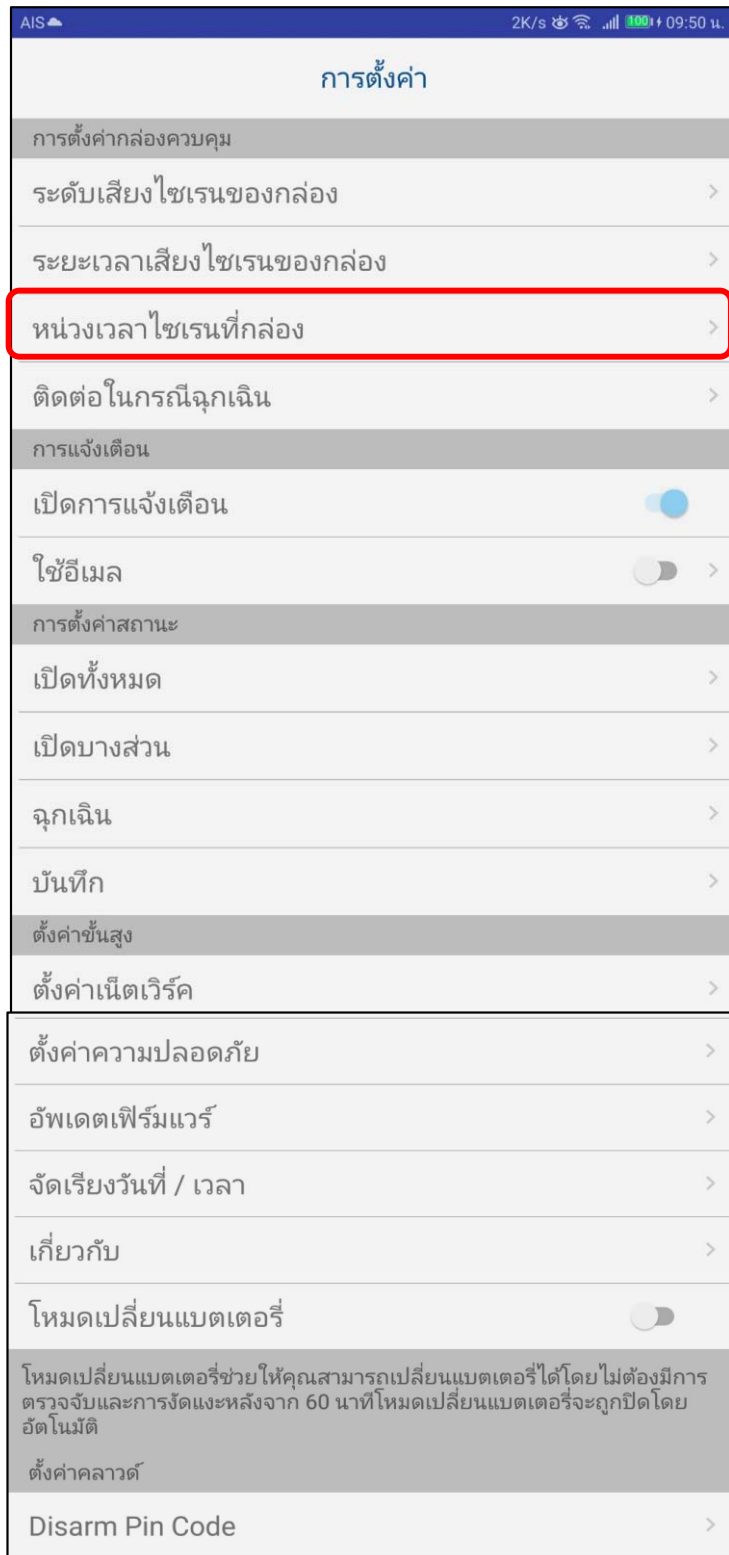 AIS 2K/s 100 09:50 น.
การตั้งค่า
การตั้งค่ากล่องควบคุม
ระดับเสียงไซเรนของกล่อง
ระยะเวลาเสียงไซเรนของกล่อง
หน่วงเวลาไซเรนที่กล่อง
ติดต่อในกรณีฉุกเฉิน
การแจ้งเตือน
เปิดการแจ้งเตือน
ใช้อีเมล
การตั้งค่าสถานะ
เปิดทั้งหมด
เปิดบางส่วน
ฉุกเฉิน
บันทึก
ตั้งค่าขั้นสูง
ตั้งค่าเน็ตเวิร์ค
ตั้งค่าความปลอดภัย
อัพเดตเฟิร์มแวร์
จัดเรียงวันที่ / เวลา
เกี่ยวกับ
โหมดเปลี่ยนแบตเตอรี่
โหมดเปลี่ยนแบตเตอรี่ช่วยให้คุณสามารถเปลี่ยนแบตเตอรี่ได้โดยไม่ต้องมีการ
ตรวจจับและการงัดแงะหลังจาก 60 นาทีโหมดเปลี่ยนแบตเตอรี่จะถูกปิดโดย
อัตโนมัติ
ตั้งค่าคลาวด์
Disarm Pin Code